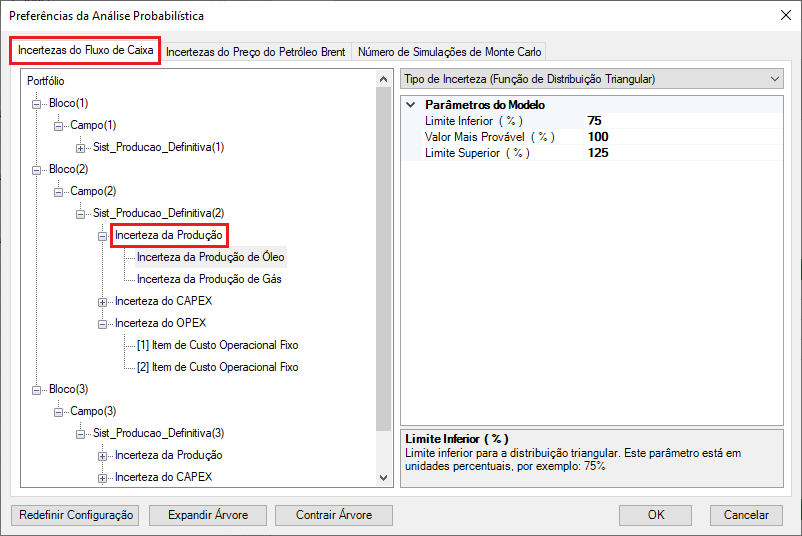 Preferências da Análise Probabilística
Incertezas do Fluxo de Caixa
Incertezas do Preço do Petróleo Brent
Número de Simulações de Monte Carlo
Portfólio
Bloco(1)
Campo(1)
Sist_Producao_Definitiva(1)
Bloco(2)
Campo(2)
Sist_Producao_Definitiva(2)
Incerteza da Produção
Incerteza da Produção de Óleo
Incerteza da Produção de Gás
Incerteza do CAPEX
Incerteza do OPEX
[1] Item de Custo Operacional Fixo
[2] Item de Custo Operacional Fixo
Bloco(3)
Campo(3)
Sist_Producao_Definitiva(3)
Incerteza da Produção
Incerteza do CAPEX
Tipo de Incerteza (Função de Distribuição Triangular)
Parâmetros do Modelo
Limite Inferior ( % ) 75
Valor Mais Provável ( % ) 100
Limite Superior ( % ) 125
Limite Inferior ( % )
Limite inferior para a distribuição triangular. Este parâmetro está em
unidades percentuais, por exemplo: 75%
Redefinir Configuração
Expandir Árvore
Contrair Árvore
OK
Cancelar